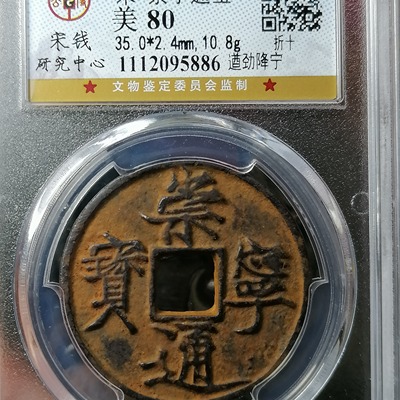 美 80
宋钱 35.0*2.4mm,10.8g 折十
研究中心 1112095886 遒劲降宁
★ 文物鉴定委员会监制 ★
崇寧通寶